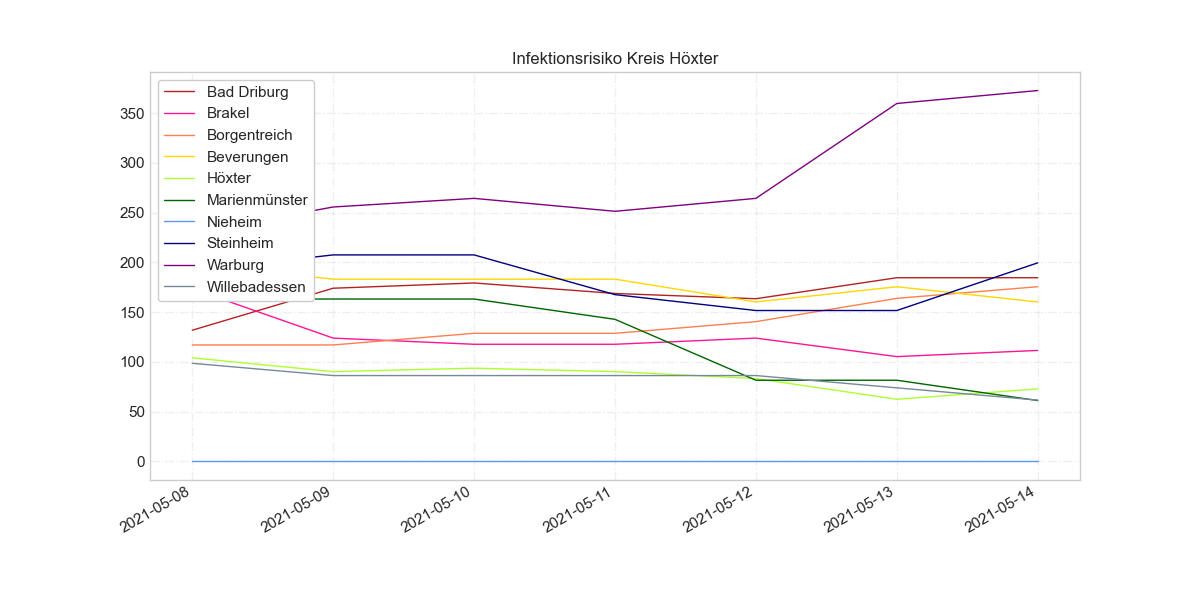 Infektionsrisiko Kreis Höxter
Bad Driburg
Brakel
Borgentreich
Beverungen
Höxter
Marienmünster
Nieheim
Steinheim
Warburg
Willebadessen
350
300
250
200
150
100
50
0
2021-05-08
2021-05-09
2021-05-10
2021-05-11
2021-05-12
2021-05-13
2021-05-14